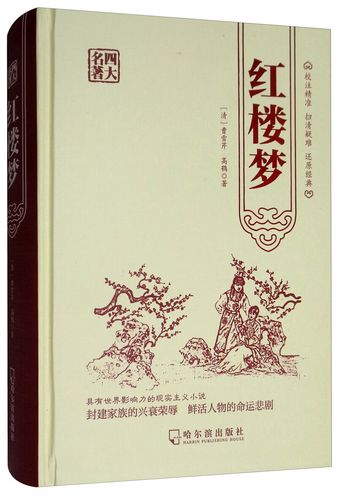 四大
名著
红楼梦
校注精准 扫清疑难 还原经典
[清]曹雪芹 高鹗◎著
具有世界影响力的现实主义小说
封建家族的兴衰荣辱 鲜活人物的命运悲剧
哈尔滨出版社
HARBIN PUBLISHING HOUSE
红楼梦